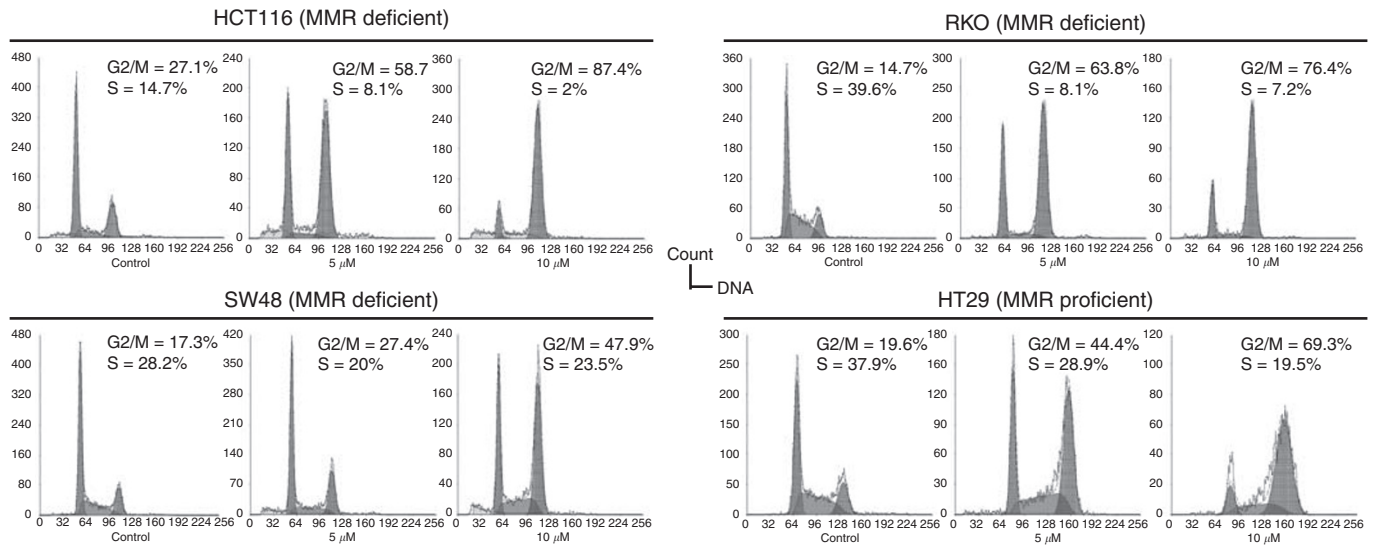 HCT116 (MMR deficient)
480
400
320
240
160
80
0
G2/M = 27.1%
S = 14.7%
0 32 64 96 128 160 192 224 256
Control
240
200
160
120
80
40
0
G2/M = 58.7
S = 8.1%
0 32 64 96 128 160 192 224 256
5 µM
360
300
240
180
120
60
0
G2/M = 87.4%
S = 2%
0 32 64 96 128 160 192 224 256
10 µM
RKO (MMR deficient)
360
300
240
180
120
60
0
G2/M = 14.7%
S = 39.6%
0 32 64 96 128 160 192 224 256
Control
300
250
200
150
100
50
0
G2/M = 63.8%
S = 8.1%
0 32 64 96 128 160 192 224 256
5 µM
180
160
120
90
60
30
0
G2/M = 76.4%
S = 7.2%
0 32 64 96 128 160 192 224 256
10 µM
Count
DNA
SW48 (MMR deficient)
480
400
320
240
160
80
0
G2/M = 17.3%
S = 28.2%
0 32 64 96 128 160 192 224 256
Control
420
350
280
210
140
70
0
G2/M = 27.4%
S = 20%
0 32 64 96 128 160 192 224 256
5 µM
240
200
160
120
80
40
0
G2/M = 47.9%
S = 23.5%
0 32 64 96 128 160 192 224 256
10 µM
HT29 (MMR proficient)
300
250
200
150
100
50
0
G2/M = 19.6%
S = 37.9%
0 32 64 96 128 160 192 224 256
Control
180
160
120
90
60
30
0
G2/M = 44.4%
S = 28.9%
0 32 64 96 128 160 192 224 256
5 µM
120
100
80
60
40
20
0
G2/M = 69.3%
S = 19.5%
0 32 64 96 128 160 192 224 256
10 µM